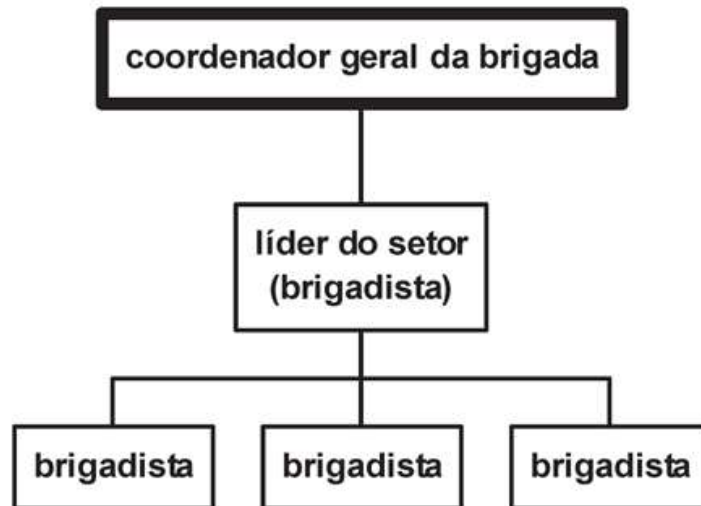 coordenador geral da brigada
líder do setor
(brigadista)
brigadista
brigadista
brigadista